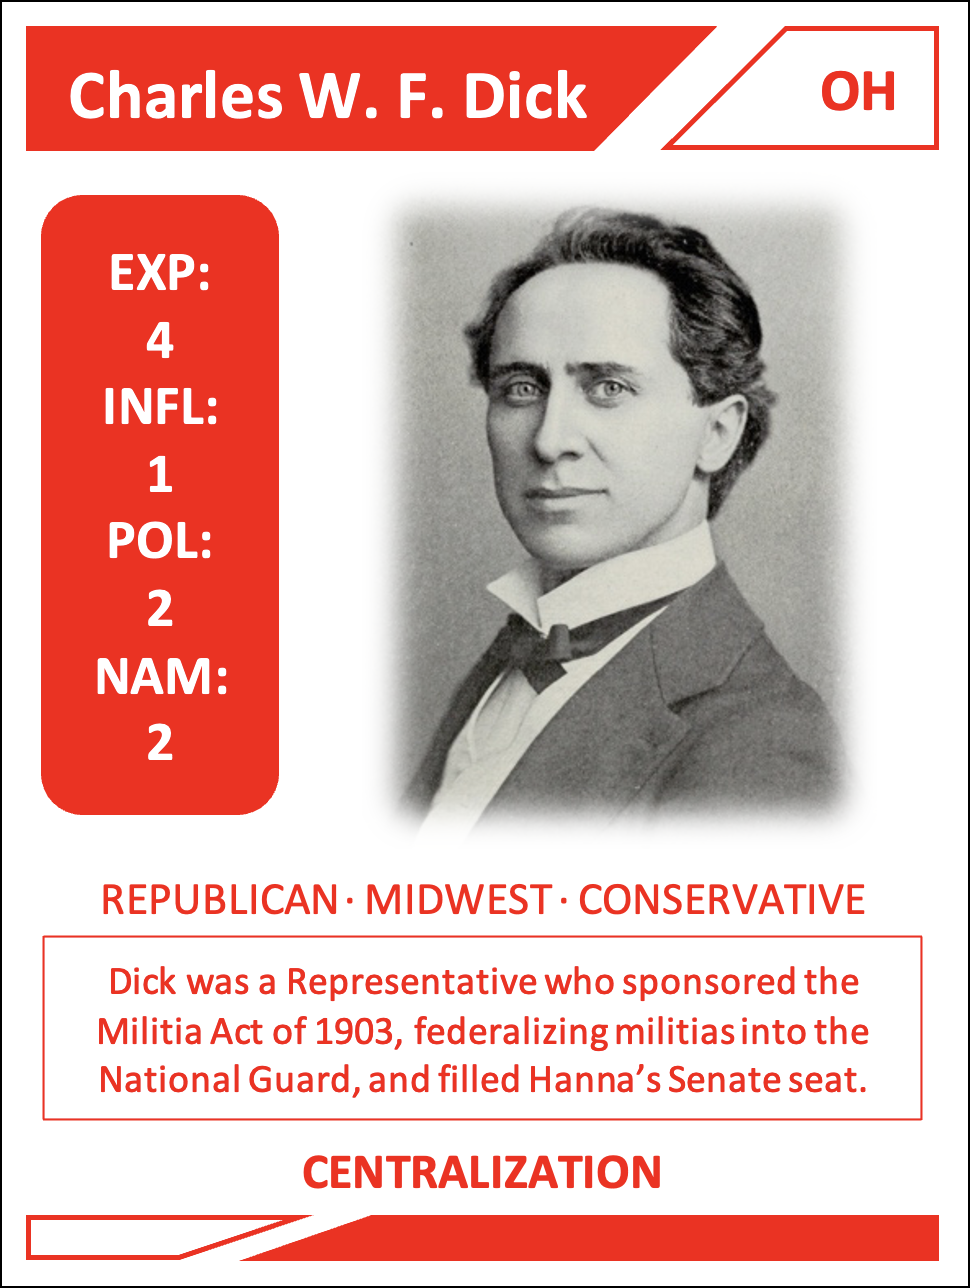 Charles W. F. Dick
OH
EXP:
4
INFL:
1
POL:
2
NAM:
2
REPUBLICAN · MIDWEST · CONSERVATIVE
Dick was a Representative who sponsored the
Militia Act of 1903, federalizing militias into the
National Guard, and filled Hanna’s Senate seat.
CENTRALIZATION